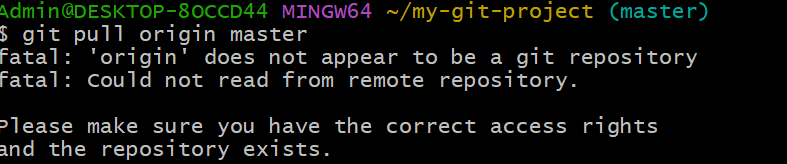 Admin@DESKTOP-8OCCD44 MINGW64 ~/my-git-project (master)
$ git pull origin master
fatal: 'origin' does not appear to be a git repository
fatal: Could not read from remote repository.

Please make sure you have the correct access rights
and the repository exists.